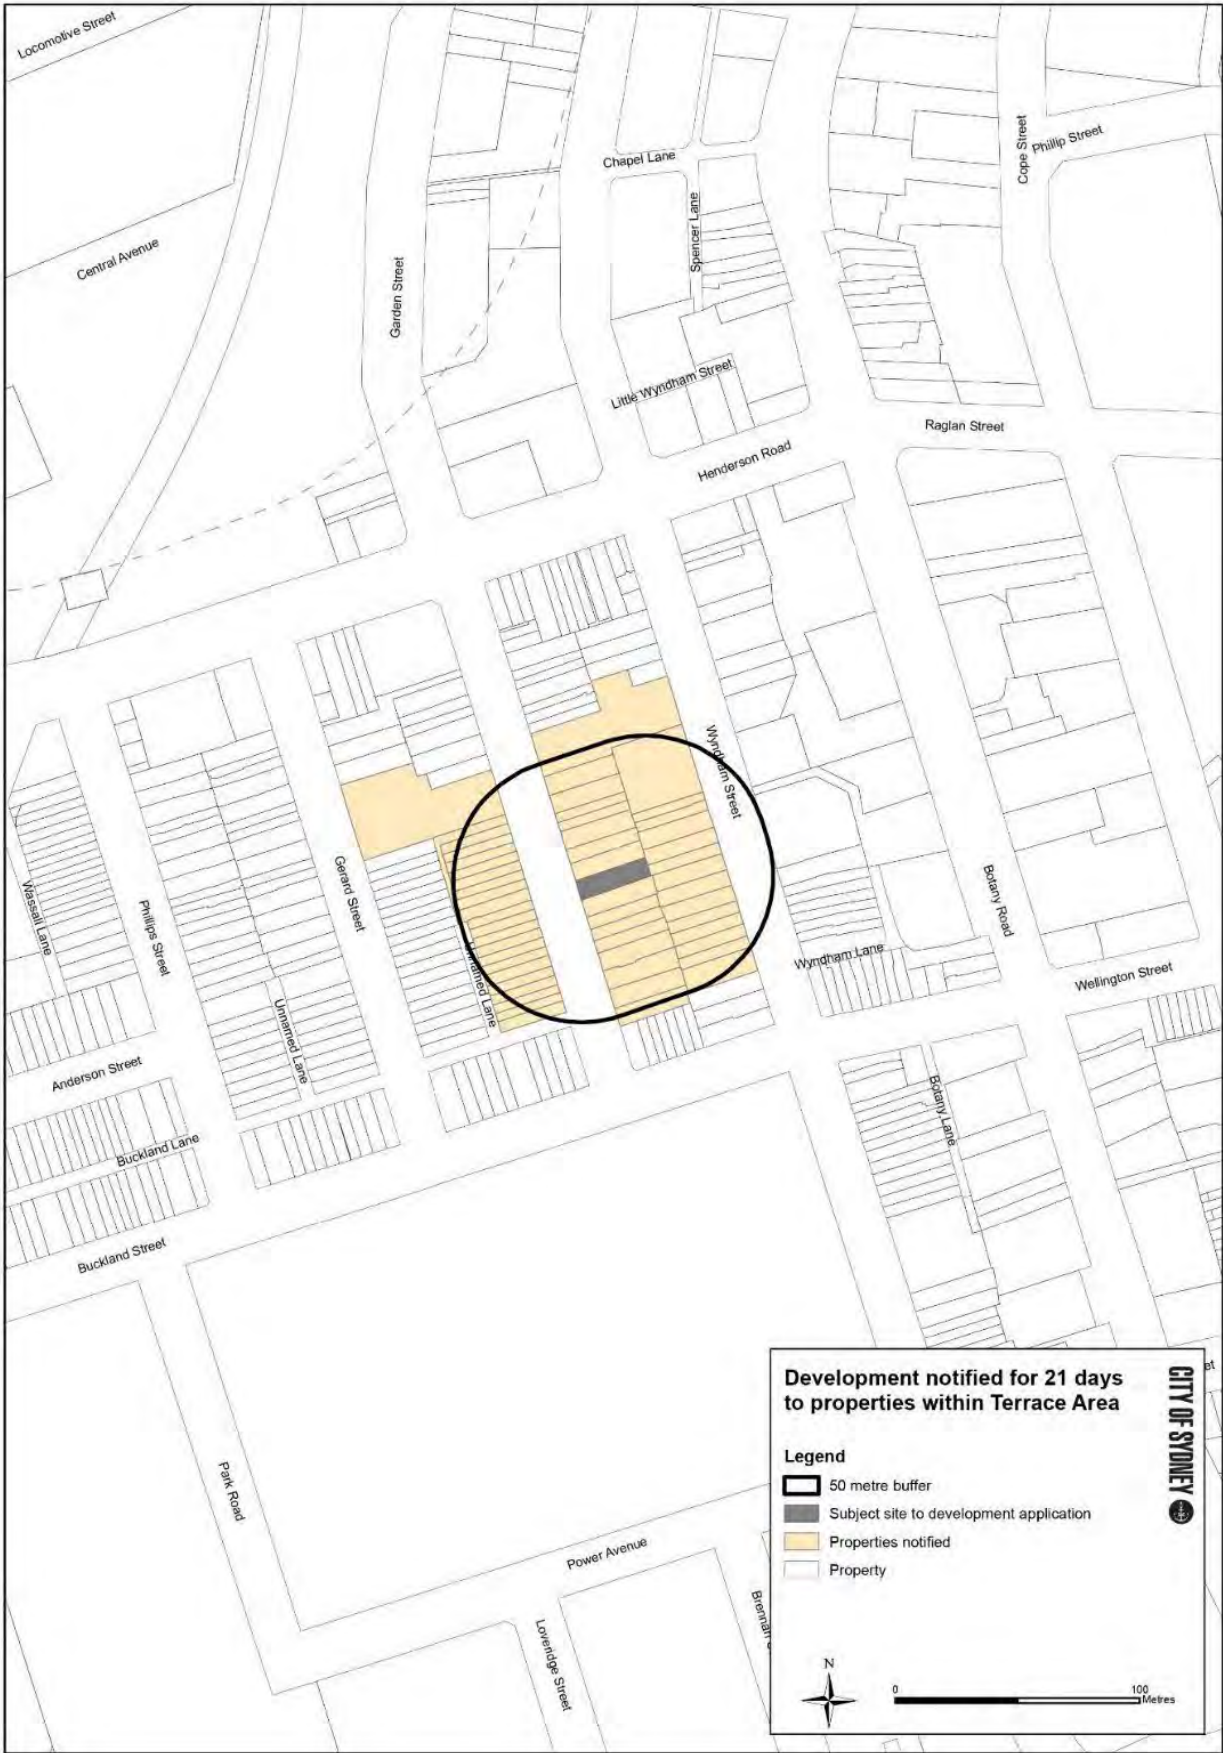 Locomotive Street
Central Avenue
Garden Street
Chapel Lane
Spencer Lane
Cope Street
Phillip Street
Little Wyndham Street
Henderson Road
Raglan Street
Wyndham Street
Gerard Street
Wassall Lane
Phillips Street
Unnamed Lane
Unnamed Lane
Botany Road
Wyndham Lane
Wellington Street
Anderson Street
Buckland Lane
Botany Lane
Buckland Street
Park Road
Power Avenue
Loveridge Street
Brennan
et
Development notified for 21 days
to properties within Terrace Area
CITY OF SYDNEY
Legend
50 metre buffer
Subject site to development application
Properties notified
Property
N
0 100
Metres